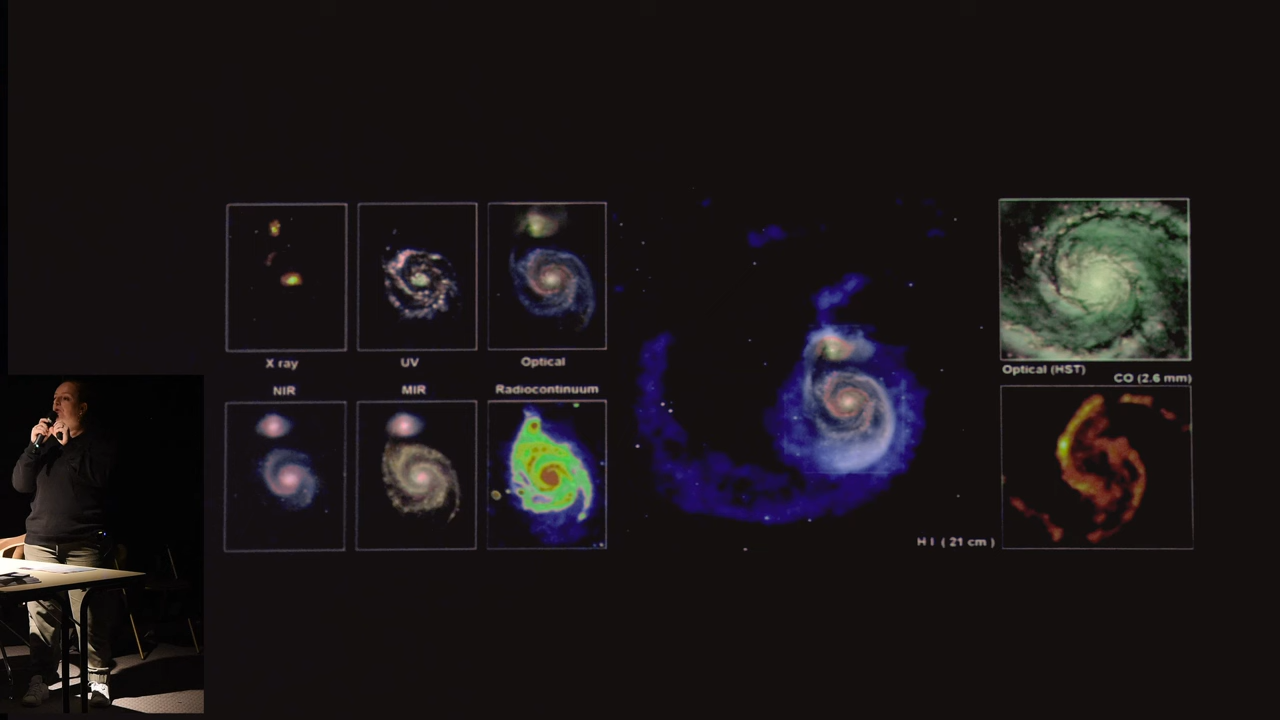 X ray
UV
Optical
NIR
MIR
Radiocontinuum
H I ( 21 cm )
Optical (HST)
CO (2.6 mm)